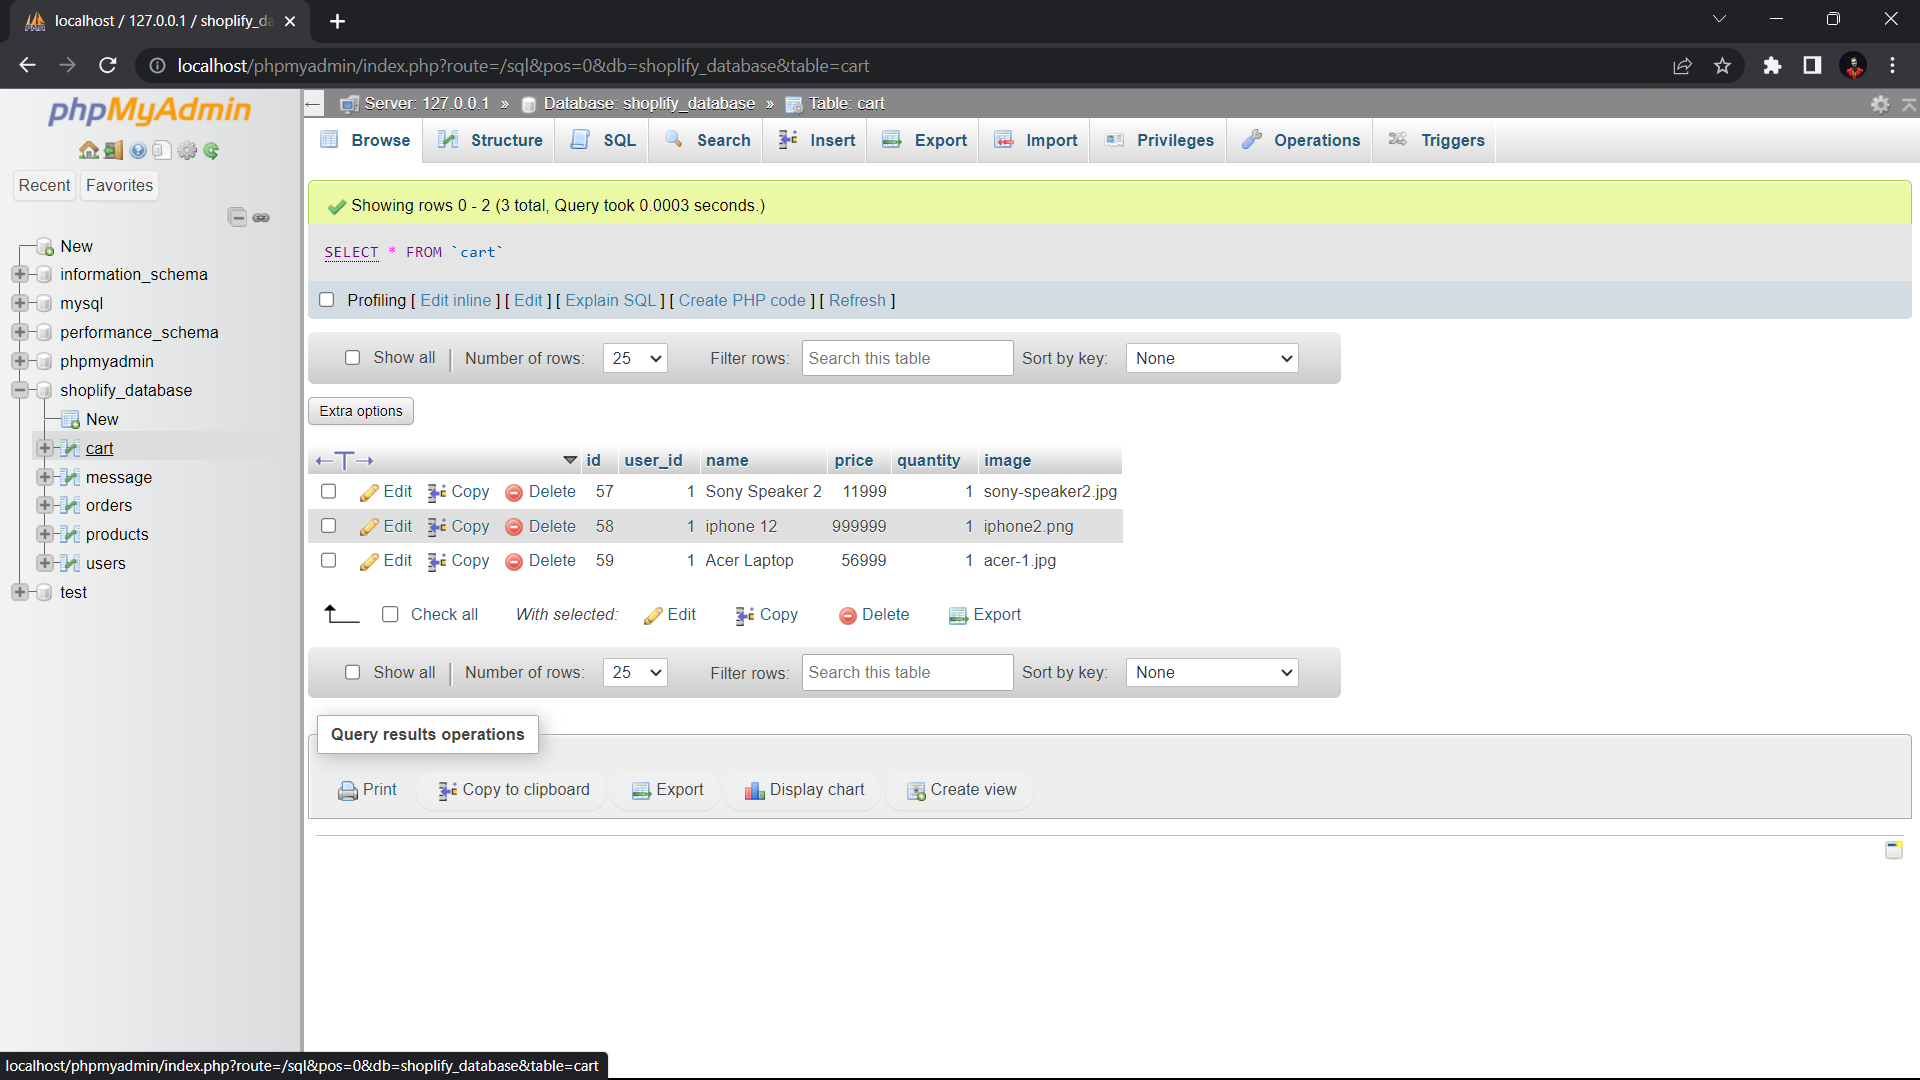 localhost / 127.0.0.1 / shoplify_da
localhost/phpmyadmin/index.php?route=/sql&pos=0&db=shoplify_database&table=cart
phpMyAdmin
Recent Favorites
New
information_schema
mysql
performance_schema
phpmyadmin
shoplify_database
New
cart
message
orders
products
users
test
Server: 127.0.0.1 » Database: shoplify_database » Table: cart
Browse Structure SQL Search Insert Export Import Privileges Operations Triggers
Showing rows 0 - 2 (3 total, Query took 0.0003 seconds.)
SELECT * FROM `cart`
Profiling [ Edit inline ] [ Edit ] [ Explain SQL ] [ Create PHP code ] [ Refresh ]
Show all Number of rows: 25 Filter rows: Search this table Sort by key: None
Extra options
id user_id name price quantity image
Edit Copy Delete 57 1 Sony Speaker 2 11999 1 sony-speaker2.jpg
Edit Copy Delete 58 1 iphone 12 999999 1 iphone2.png
Edit Copy Delete 59 1 Acer Laptop 56999 1 acer-1.jpg
Check all With selected: Edit Copy Delete Export
Show all Number of rows: 25 Filter rows: Search this table Sort by key: None
Query results operations
Print Copy to clipboard Export Display chart Create view
localhost/phpmyadmin/index.php?route=/sql&pos=0&db=shoplify_database&table=cart